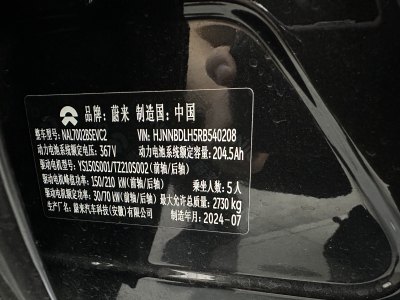 品牌：蔚来 制造国：中国
整车型号：NAL7002BSEVC2 VIN：HJNNBDLH5RB540208
动力电池系统额定电压：367V 动力电池系统额定容量：204.5Ah
驱动电机型号：YS150S001/TZ210S002（前轴/后轴）
驱动电机峰值功率：150/210 kW（前轴/后轴） 乘坐人数：5人
驱动电机额定功率：30/70 kW（前轴/后轴） 最大允许总质量：2730 kg
生产厂名：蔚来汽车科技（安徽）有限公司 制造年月：2024-07